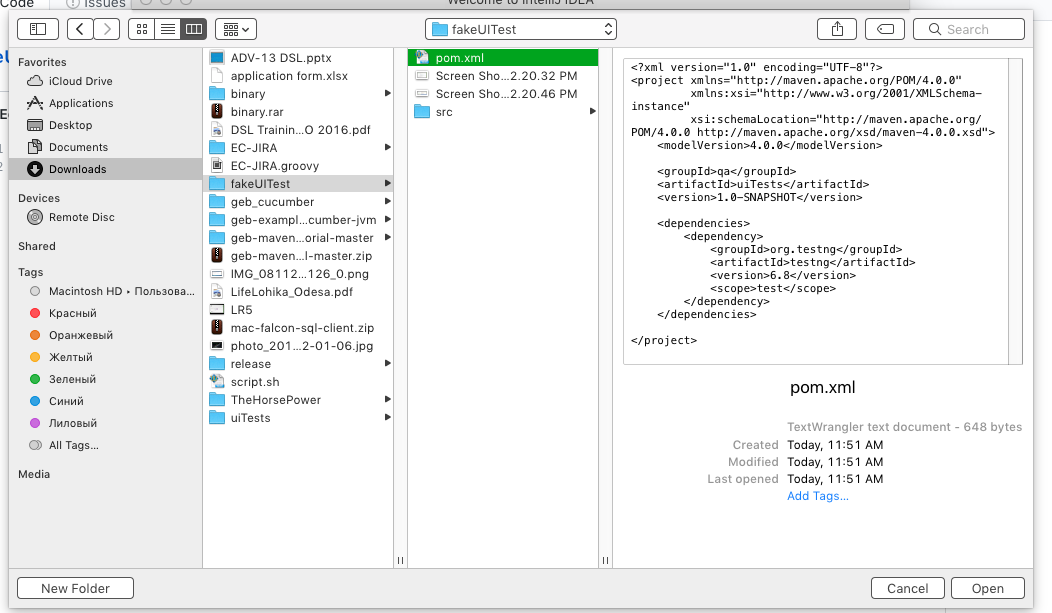 Code
Issues
Welcome to IntelliJ IDEA
fakeUITest
Search
Favorites
iCloud Drive
Applications
Desktop
Documents
Downloads
Devices
Remote Disc
Shared
Tags
Macintosh HD ▸ Пользова...
Красный
Оранжевый
Желтый
Зеленый
Синий
Лиловый
All Tags...
Media
ADV-13 DSL.pptx
application form.xlsx
binary
binary.rar
DSL Trainin...O 2016.pdf
EC-JIRA
EC-JIRA.groovy
fakeUITest
geb_cucumber
geb-exampl...cumber-jvm
geb-maven...orial-master
geb-maven...l-master.zip
IMG_08112...126_0.png
LifeLohika_Odesa.pdf
LR5
mac-falcon-sql-client.zip
photo_201...2-01-06.jpg
release
script.sh
TheHorsePower
uiTests
pom.xml
Screen Sho...2.20.32 PM
Screen Sho...2.20.46 PM
src
<?xml version="1.0" encoding="UTF-8"?>
<project xmlns="http://maven.apache.org/POM/4.0.0"
xmlns:xsi="http://www.w3.org/2001/XMLSchema-
instance"
xsi:schemaLocation="http://maven.apache.org/
POM/4.0.0 http://maven.apache.org/xsd/maven-4.0.0.xsd">
<modelVersion>4.0.0</modelVersion>
<groupId>qa</groupId>
<artifactId>uiTests</artifactId>
<version>1.0-SNAPSHOT</version>
<dependencies>
<dependency>
<groupId>org.testng</groupId>
<artifactId>testng</artifactId>
<version>6.8</version>
<scope>test</scope>
</dependency>
</dependencies>
</project>
pom.xml
TextWrangler text document - 648 bytes
Created Today, 11:51 AM
Modified Today, 11:51 AM
Last opened Today, 11:51 AM
Add Tags...
New Folder
Cancel
Open